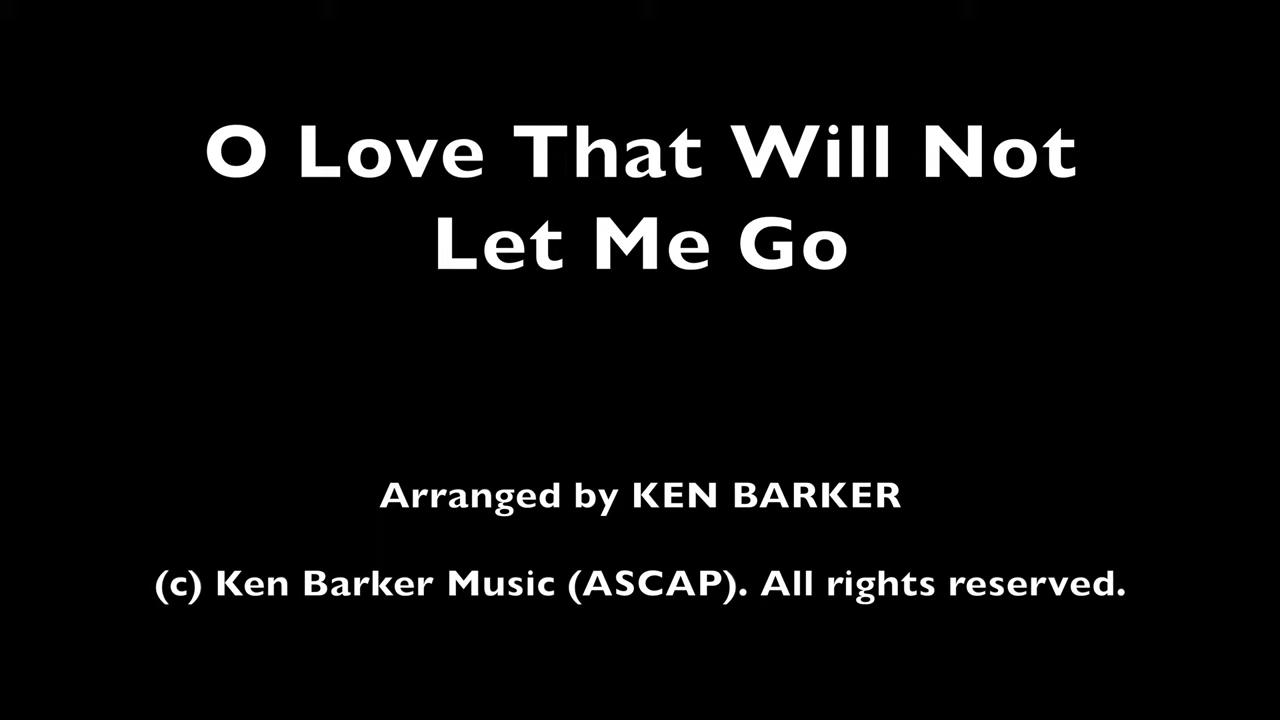 O Love That Will Not
Let Me Go
Arranged by KEN BARKER
(c) Ken Barker Music (ASCAP). All rights reserved.